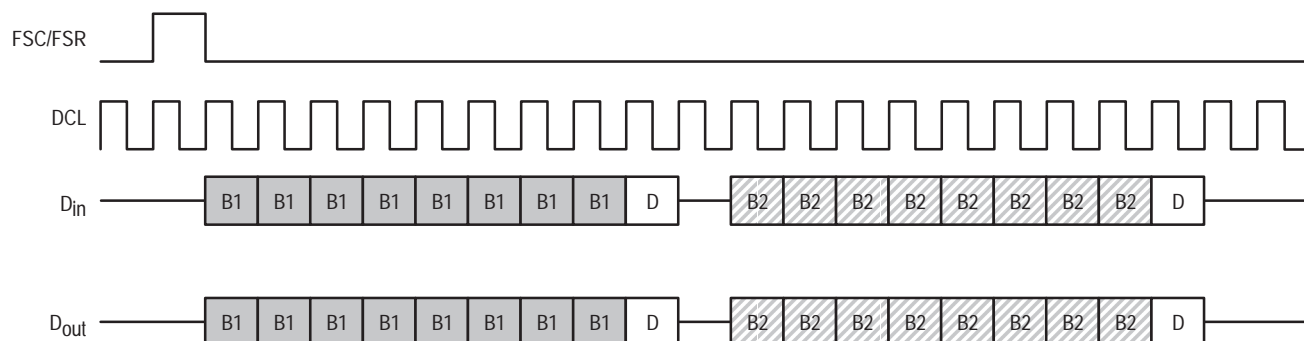 FSC/FSR
DCL
Din B1 B1 B1 B1 B1 B1 B1 B1 D B2 B2 B2 B2 B2 B2 B2 B2 D
Dout B1 B1 B1 B1 B1 B1 B1 B1 D B2 B2 B2 B2 B2 B2 B2 B2 D